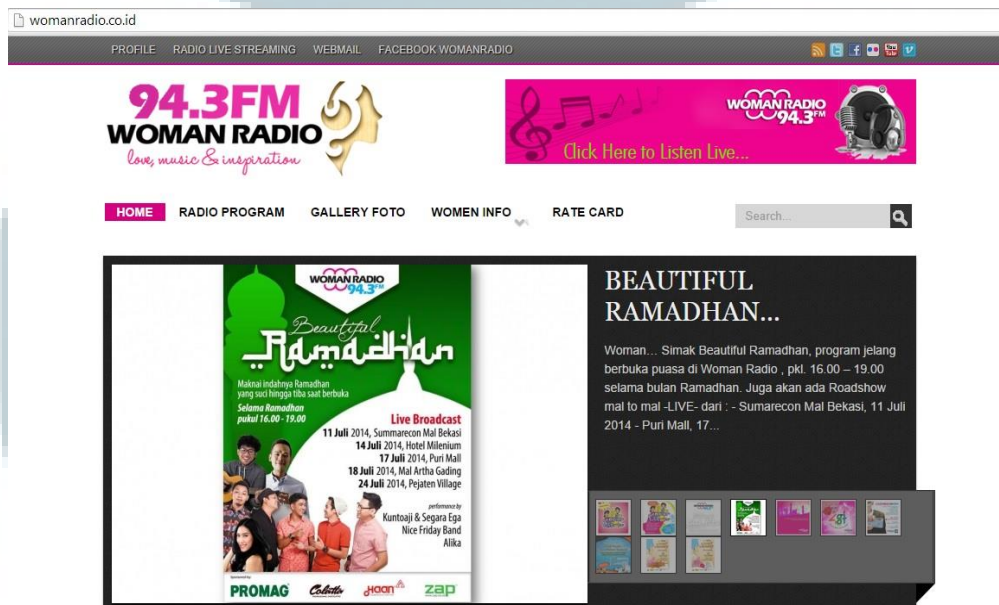 womanradio.co.id
PROFILE RADIO LIVE STREAMING WEBMAIL FACEBOOK WOMANRADIO
94.3FM
WOMAN RADIO
love, music & inspiration
WOMAN RADIO
94.3FM
Click Here to Listen Live...
HOME RADIO PROGRAM GALLERY FOTO WOMEN INFO RATE CARD
Search...
WOMAN RADIO
94.3FM
Beautiful
Ramadhan
Maknai indahnya Ramadhan
yang suci hingga tiba saat berbuka
Selama Ramadhan
pukul 16.00 - 19.00
Live Broadcast
11 Juli 2014, Summarecon Mal Bekasi
14 Juli 2014, Hotel Milenium
17 Juli 2014, Puri Mall
18 Juli 2014, Mal Artha Gading
24 Juli 2014, Pejaten Village
performance by
Kuntoaji & Segara Ega
Nice Friday Band
Alika
Sponsored by:
PROMAG Colatta Haan zap
BEAUTIFUL
RAMADHAN...
Woman... Simak Beautiful Ramadhan, program jelang
berbuka puasa di Woman Radio , pkl. 16.00 – 19.00
selama bulan Ramadhan. Juga akan ada Roadshow
mal to mal -LIVE- dari : - Sumarecon Mal Bekasi, 11 Juli
2014 - Puri Mall, 17...